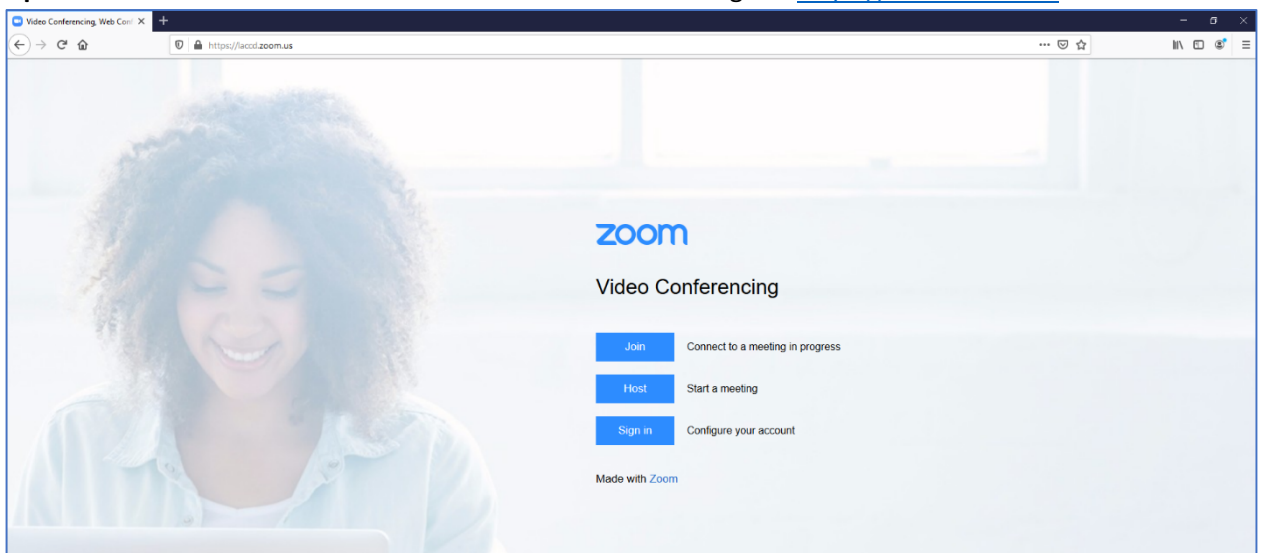 Video Conferencing, Web Conf
https://laccd.zoom.us
zoom
Video Conferencing
Join Connect to a meeting in progress
Host Start a meeting
Sign in Configure your account
Made with Zoom